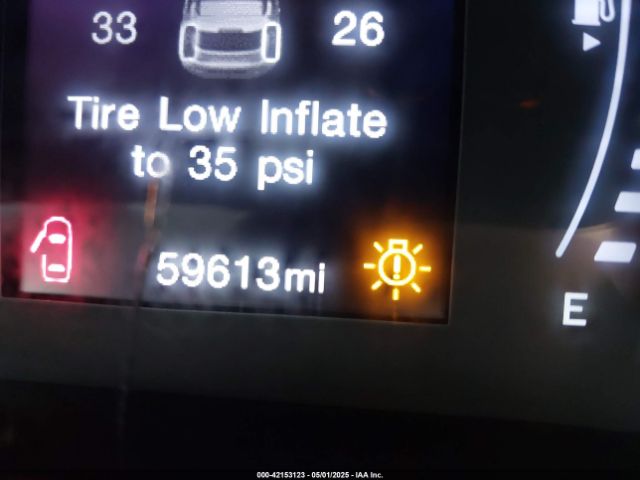 33 26
Tire Low Inflate
to 35 psi
59613mi
E
000-42153123 - 05/01/2025 - IAA Inc.